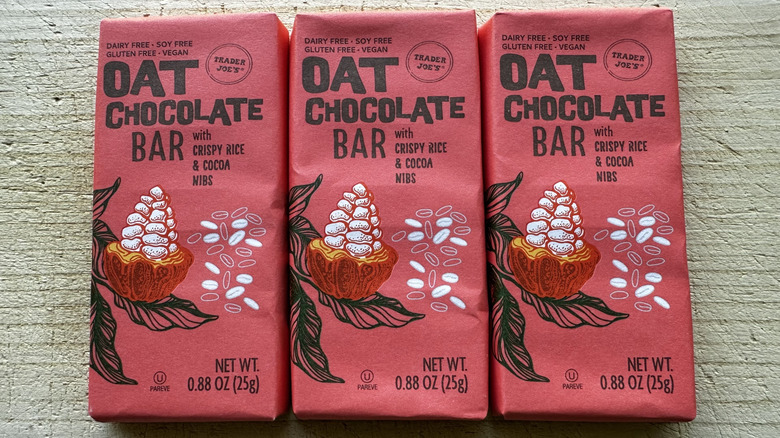 DAIRY FREE • SOY FREE
GLUTEN FREE • VEGAN
TRADER JOE'S®
OAT
CHOCOLATE
BAR with
CRISPY RICE
& COCOA
NIBS
U
PAREVE
NET WT.
0.88 OZ (25g)
DAIRY FREE • SOY FREE
GLUTEN FREE • VEGAN
TRADER JOE'S®
OAT
CHOCOLATE
BAR with
CRISPY RICE
& COCOA
NIBS
U
PAREVE
NET WT.
0.88 OZ (25g)
DAIRY FREE • SOY FREE
GLUTEN FREE • VEGAN
TRADER JOE'S®
OAT
CHOCOLATE
BAR with
CRISPY RICE
& COCOA
NIBS
U
PAREVE
NET WT.
0.88 OZ (25g)